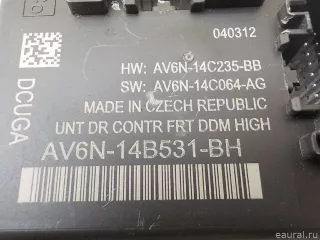 040312
HW: AV6N-14C235-BB
SW: AV6N-14C064-AG
MADE IN CZECH REPUBLIC
UNT DR CONTR FRT DDM HIGH
AV6N-14B531-BH
DCUGA
eaural.ru